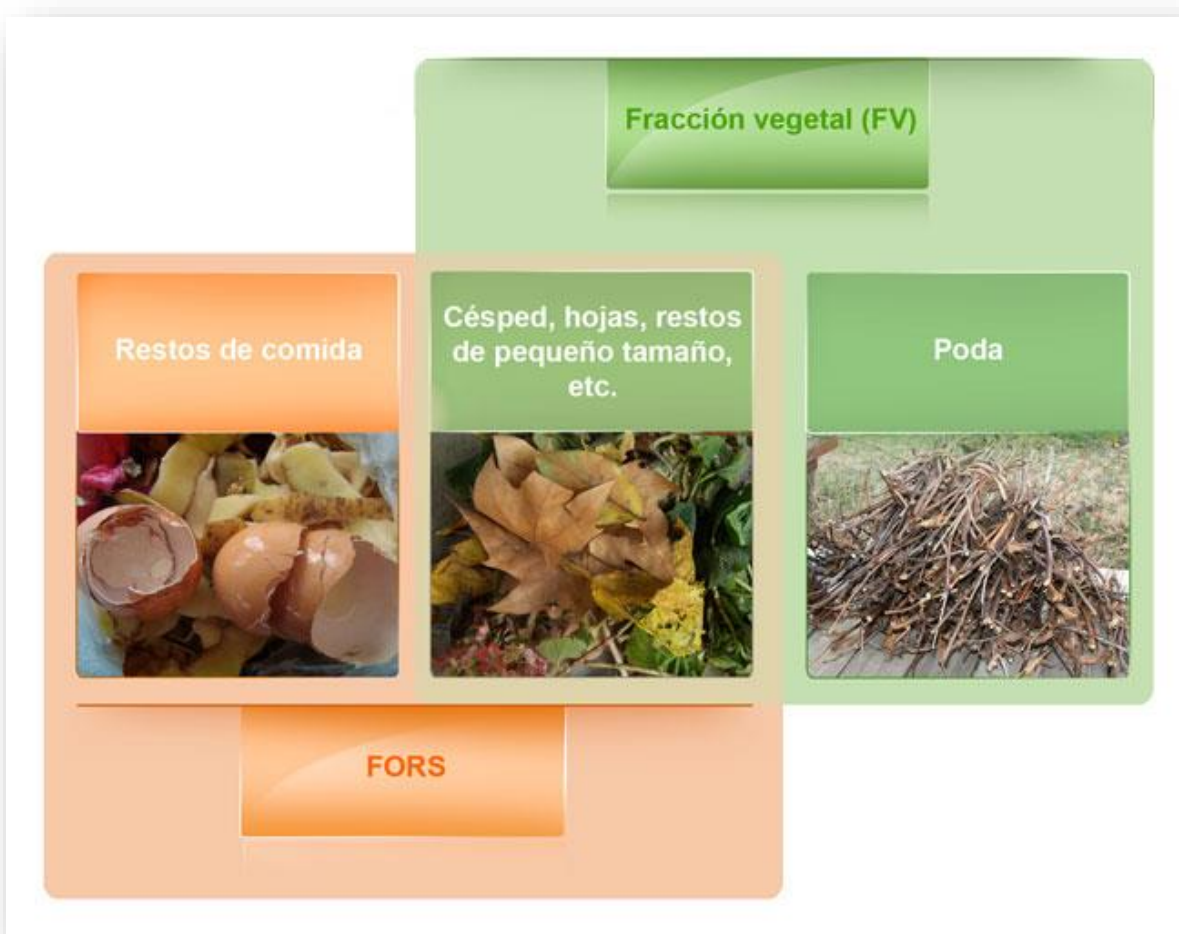 Fracción vegetal (FV)
Restos de comida
Césped, hojas, restos
de pequeño tamaño,
etc.
Poda
FORS